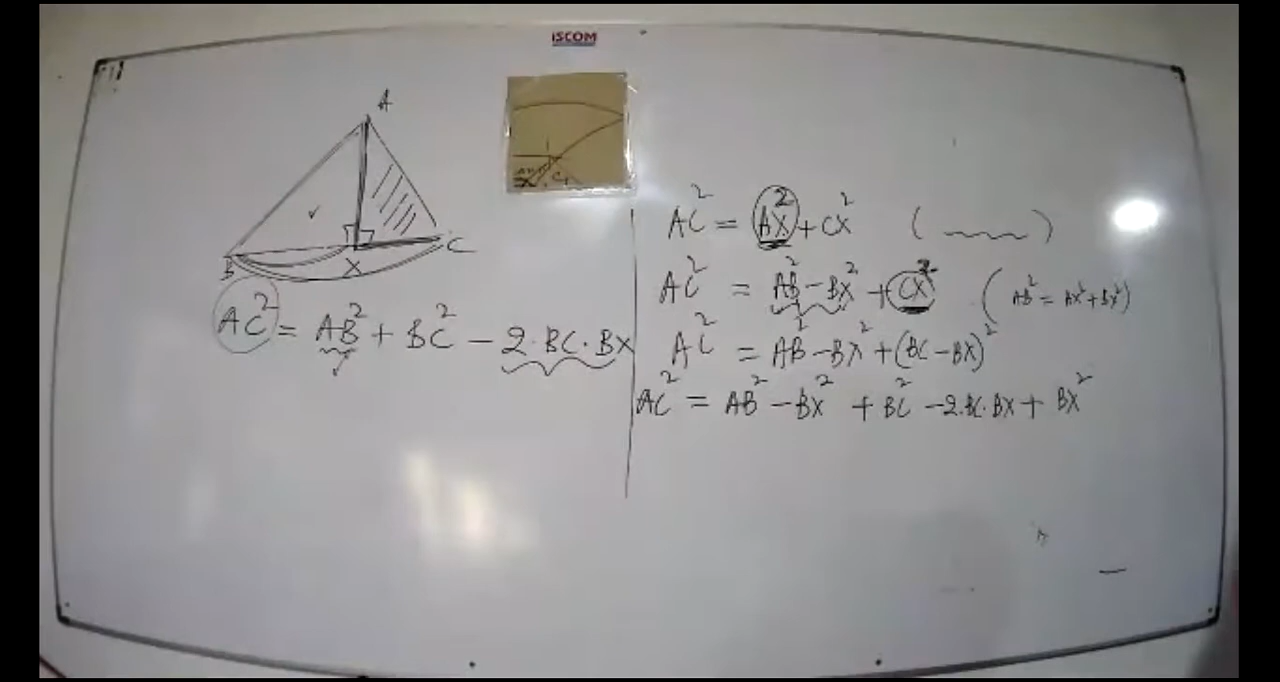 ISCOM
A
B
X
C
AC² = AB² + BC² - 2·BC·BX
AC² = AX² + CX² ( )
AC² = AB² - BX² + CX² ( AB² = AX² + BX² )
AC² = AB² - BX² + (BC - BX)²
AC² = AB² - BX² + BC² - 2.BC.BX + BX²